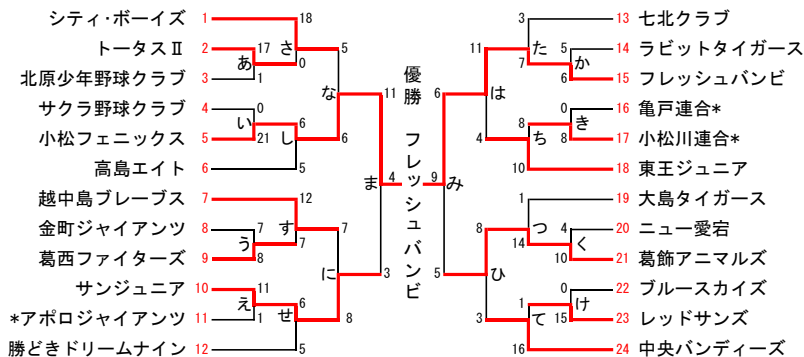 シティ・ボーイズ 1 18
トータスⅡ 2 17 あ さ 0 5
北原少年野球クラブ 3 1
サクラ野球クラブ 4 0 な 11
小松フェニックス 5 い 21 し 6
高島エイト 6 5
越中島ブレーブス 7 12 ま 4
金町ジャイアンツ 8 7 す 7
葛西ファイターズ 9 う 8 7
サンジュニア 10 11 に 3
*アポロジャイアンツ 11 え 1 せ 6 8
勝どきドリームナイン 12 5
優勝 フレッシュバンビ
3 13 七北クラブ
11 た 7 5 か 14 ラビットタイガース
6 15 フレッシュバンビ
6 は 0 き 16 亀戸連合*
4 ち 8 8 17 小松川連合*
10 18 東王ジュニア
9 み 1 19 大島タイガース
8 つ 14 4 く 20 ニュー愛宕
10 21 葛飾アニマルズ
5 ひ 0 け 22 ブルースカイズ
3 て 1 15 23 レッドサンズ
16 24 中央バンディーズ